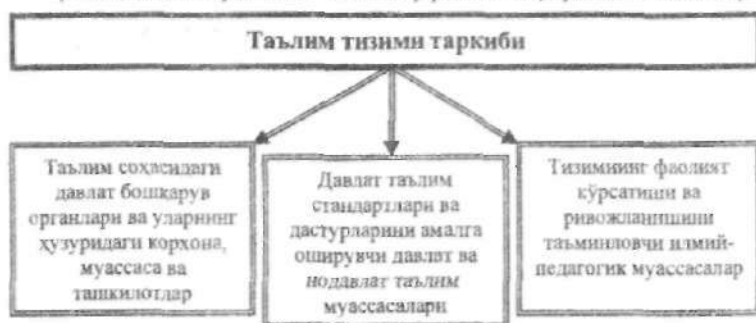 Таълим тизими таркиби
Таълим соҳасидаги
давлат бошқарув
органлари ва уларнинг
ҳузуридаги корхона,
муассаса ва
ташкилотлар
Давлат таълим
стандартлари ва
дастурларини амалга
оширувчи давлат ва
нодавлат таълим
муассасалари
Тизимнинг фаолият
кўрсатиши ва
ривожланишини
таъминловчи илмий-
педагогик муассасалар